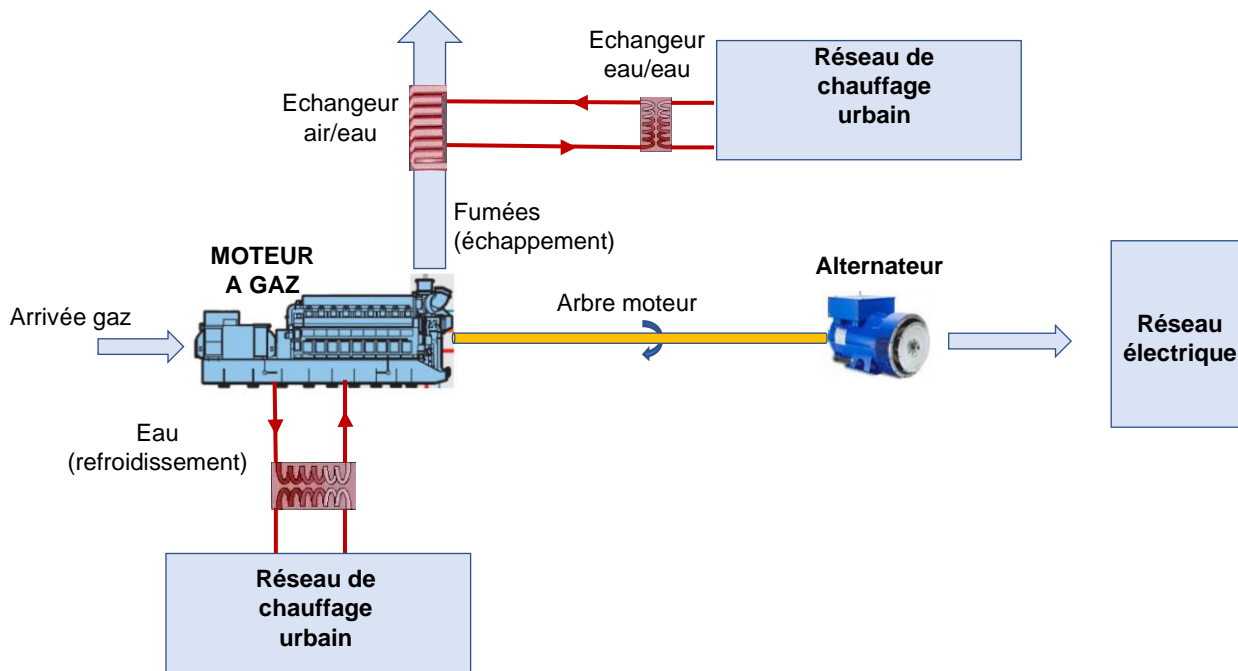 Echangeur
eau/eau
Réseau de
chauffage
urbain
Echangeur
air/eau
Fumées
(échappement)
MOTEUR
A GAZ
Alternateur
Arrivée gaz
Arbre moteur
Réseau
électrique
Eau
(refroidissement)
Réseau de
chauffage
urbain